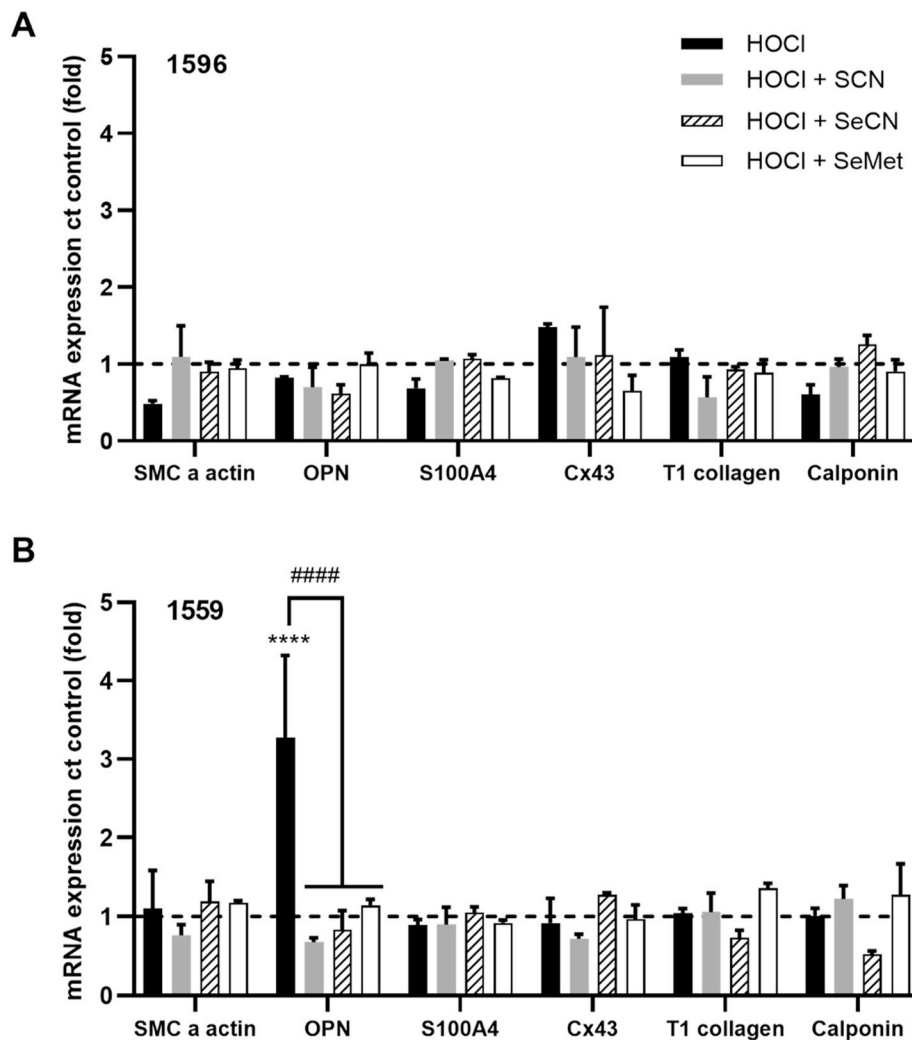 A
1596
HOCl
HOCl + SCN
HOCl + SeCN
HOCl + SeMet
mRNA expression ct control (fold)
5
4
3
2
1
0
SMC a actin OPN S100A4 Cx43 T1 collagen Calponin
B
1559
####
****
mRNA expression ct control (fold)
5
4
3
2
1
0
SMC a actin OPN S100A4 Cx43 T1 collagen Calponin